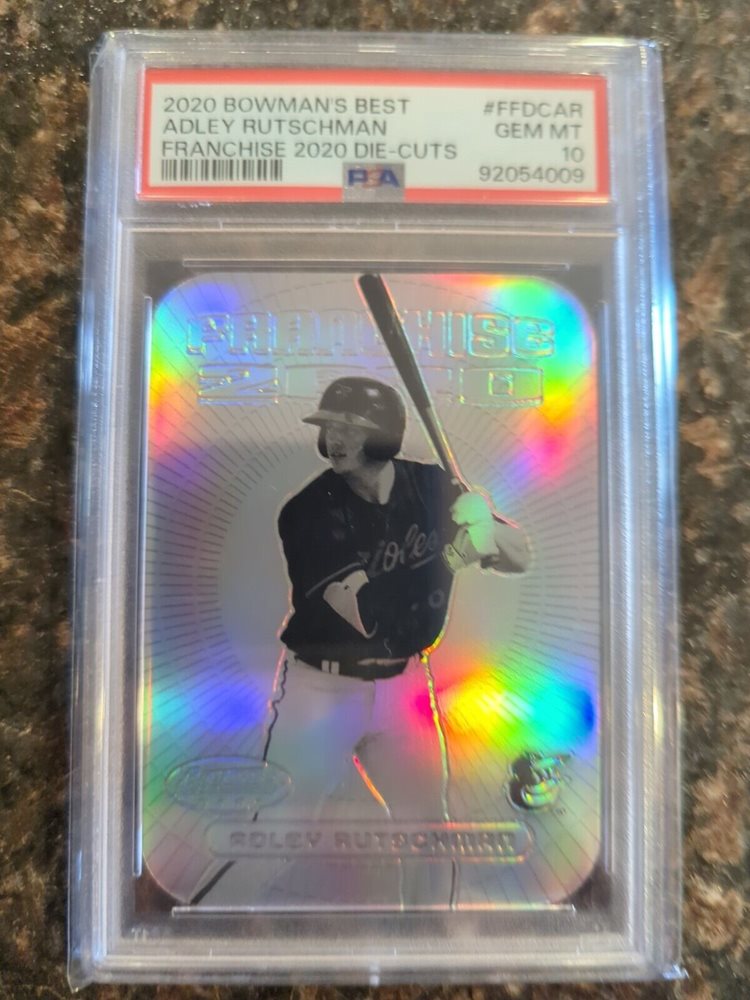 2020 BOWMAN'S BEST #FFDCAR
ADLEY RUTSCHMAN GEM MT
FRANCHISE 2020 DIE-CUTS 10
PSA 92054009
FRANCHISE
2020
Orioles
ADLEY RUTSCHMAN